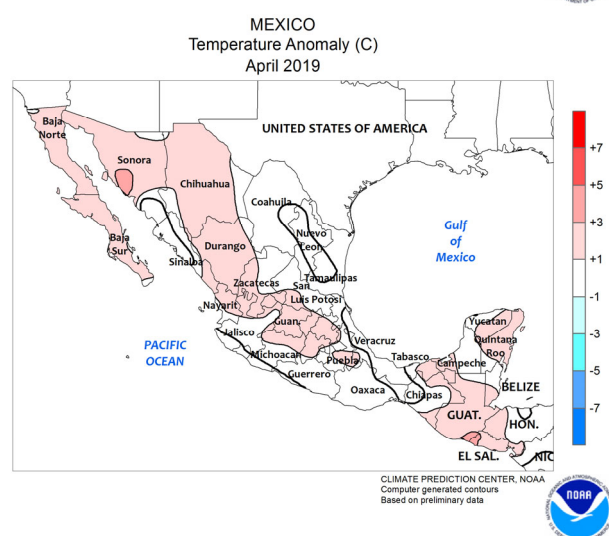 MEXICO
Temperature Anomaly (C)
April 2019
Baja
Norte
UNITED STATES OF AMERICA
Sonora
Chihuahua
Coahuila
Nuevo
Leon
Gulf
of
Mexico
Baja
Sur
Durango
Sinaloa
Tamaulipas
Zacatecas
San
Luis Potosi
Nayarit
Guan.
Yucatan
Jalisco
Veracruz
Quintana
Roo
PACIFIC
OCEAN
Michoacan
Puebla
Tabasco
Campeche
Guerrero
Oaxaca
Chiapas
BELIZE
GUAT.
HON.
EL SAL.
NIC
+7
+5
+3
+1
-1
-3
-5
-7
CLIMATE PREDICTION CENTER, NOAA
Computer generated contours
Based on preliminary data
NOAA